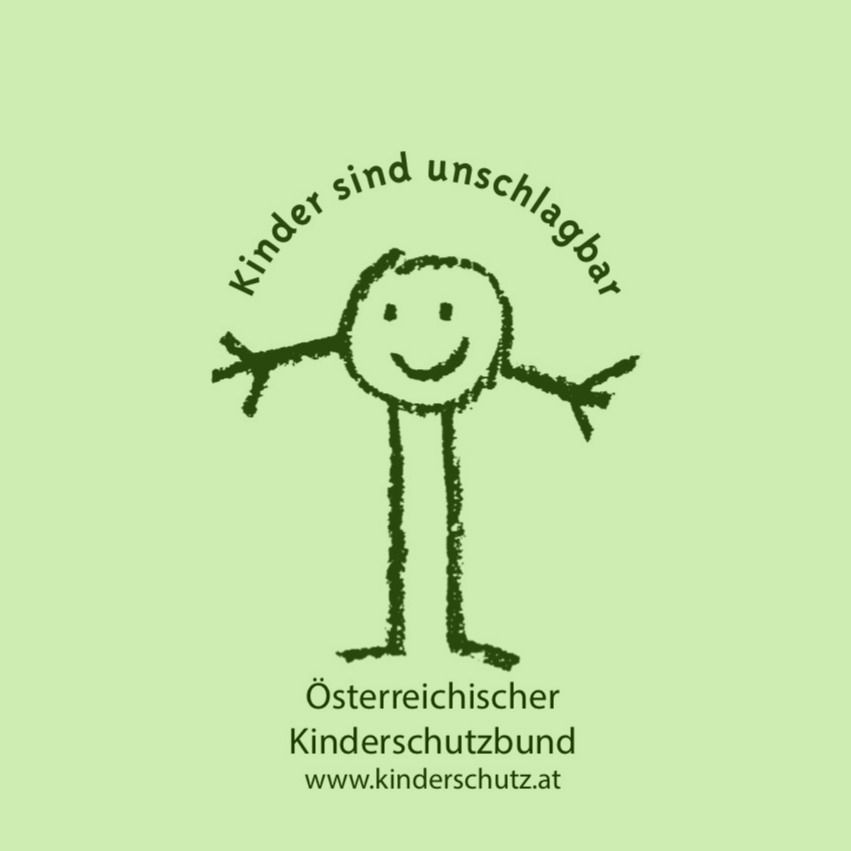 Kinder sind unschlagbar
Österreichischer
Kinderschutzbund
www.kinderschutz.at